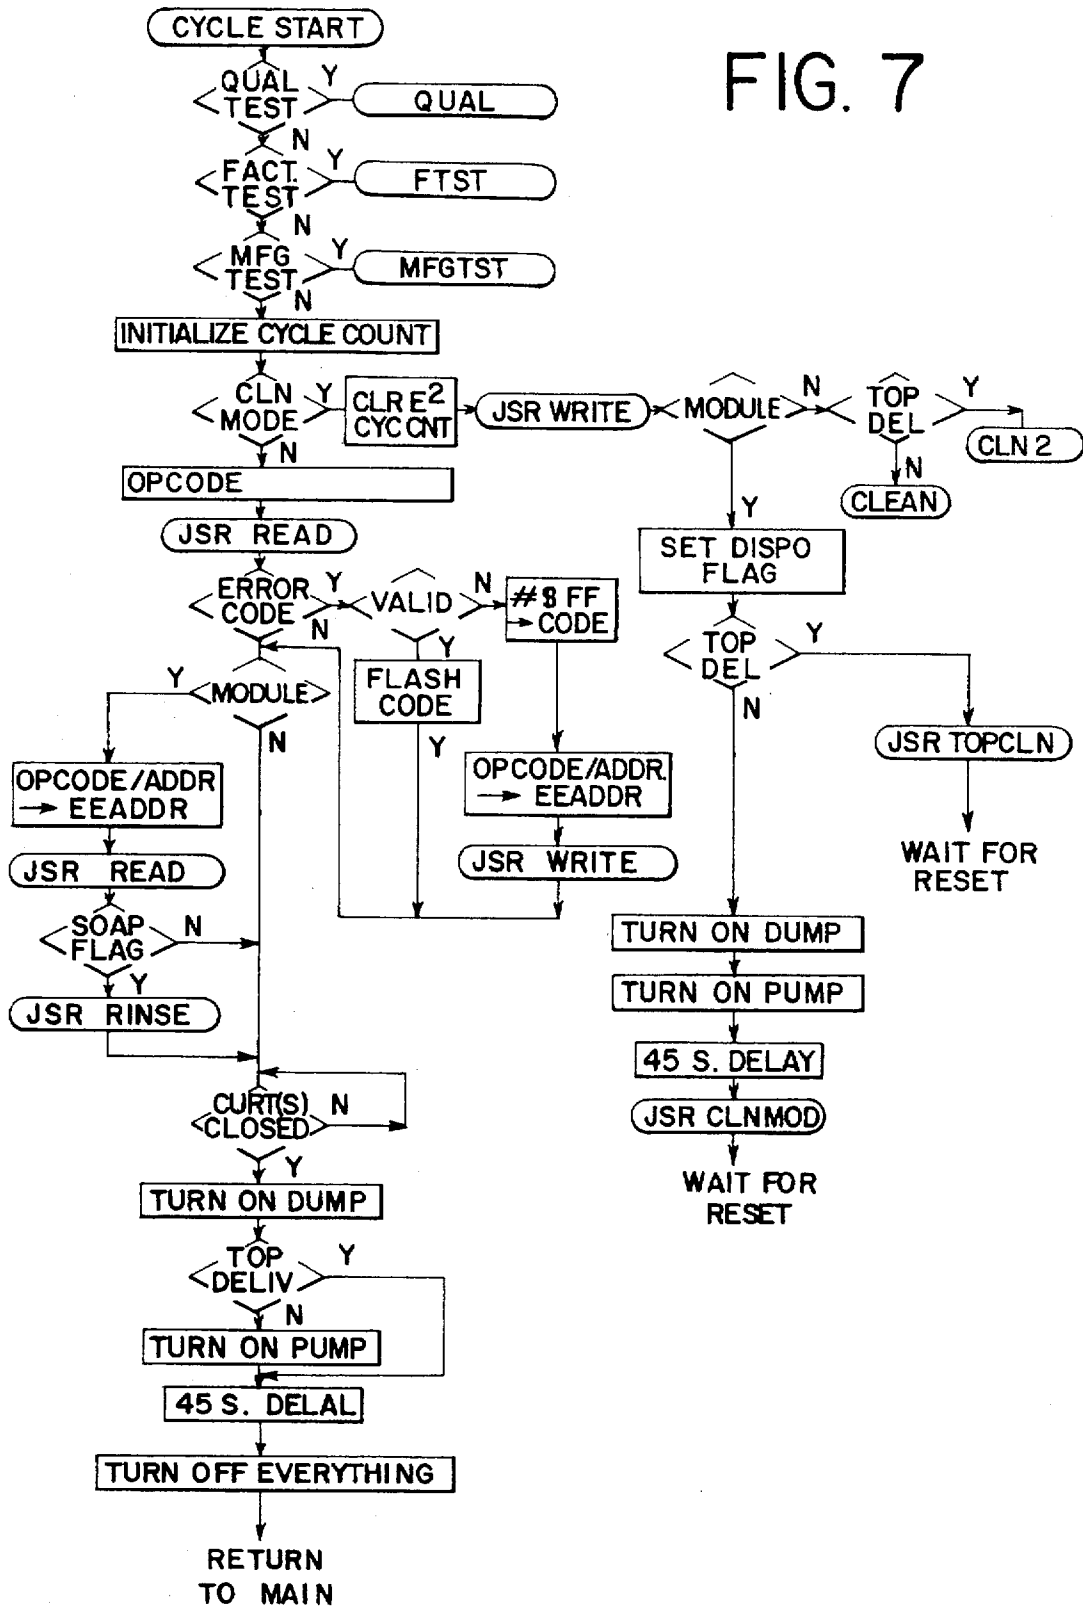 FIG. 7
CYCLE START
QUAL
TEST
Y
QUAL
N
FACT.
TEST
Y
FTST
N
MFG
TEST
Y
MFGTST
N
INITIALIZE CYCLE COUNT
CLN
MODE
Y
CLR E²
CYC CNT
JSR WRITE
MODULE
N
TOP
DEL
Y
CLN 2
N
CLEAN
N
OPCODE
JSR READ
ERROR
CODE
Y
VALID
N
#$ FF
→ CODE
N
Y
FLASH
CODE
Y
OPCODE/ADDR.
→ EEADDR
JSR WRITE
Y
MODULE
N
OPCODE/ADDR
→ EEADDR
JSR READ
SOAP
FLAG
N
Y
JSR RINSE
CURT(S)
CLOSED
N
Y
TURN ON DUMP
TOP
DELIV
Y
N
TURN ON PUMP
45 S. DELAL
TURN OFF EVERYTHING
RETURN
TO MAIN
Y
SET DISPO
FLAG
TOP
DEL
Y
N
JSR TOPCLN
WAIT FOR
RESET
TURN ON DUMP
TURN ON PUMP
45 S. DELAY
JSR CLNMOD
WAIT FOR
RESET